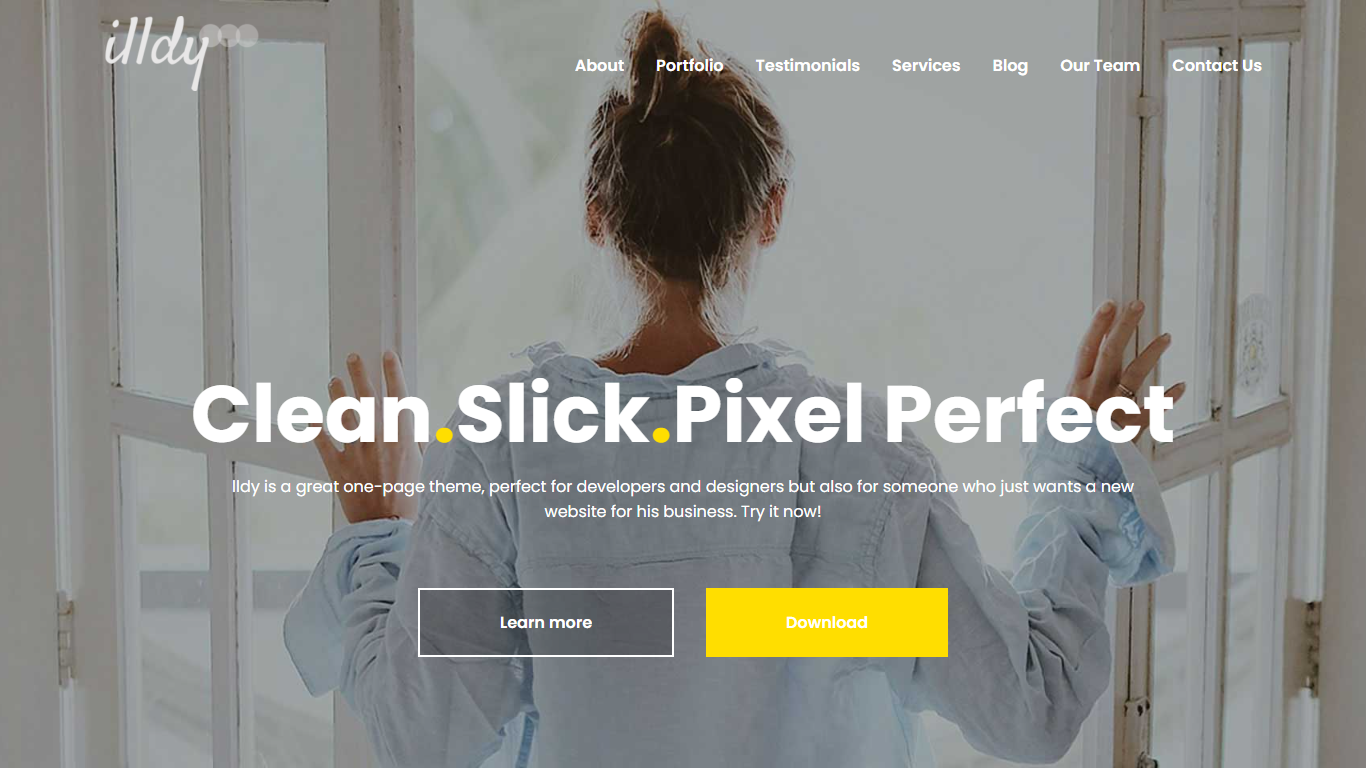 illdy
About Portfolio Testimonials Services Blog Our Team Contact Us
Clean.Slick.Pixel Perfect
lldy is a great one-page theme, perfect for developers and designers but also for someone who just wants a new
website for his business. Try it now!
Learn more Download